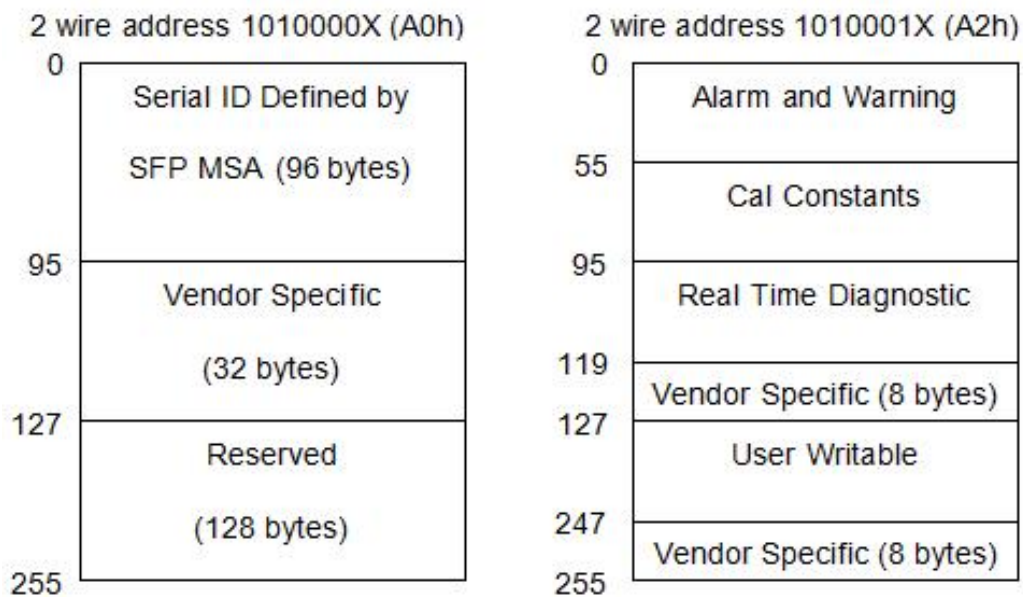 2 wire address 1010000X (A0h)
0
Serial ID Defined by
SFP MSA (96 bytes)
95
Vendor Specific
(32 bytes)
127
Reserved
(128 bytes)
255
2 wire address 1010001X (A2h)
0
Alarm and Warning
55
Cal Constants
95
Real Time Diagnostic
119
Vendor Specific (8 bytes)
127
User Writable
247
Vendor Specific (8 bytes)
255